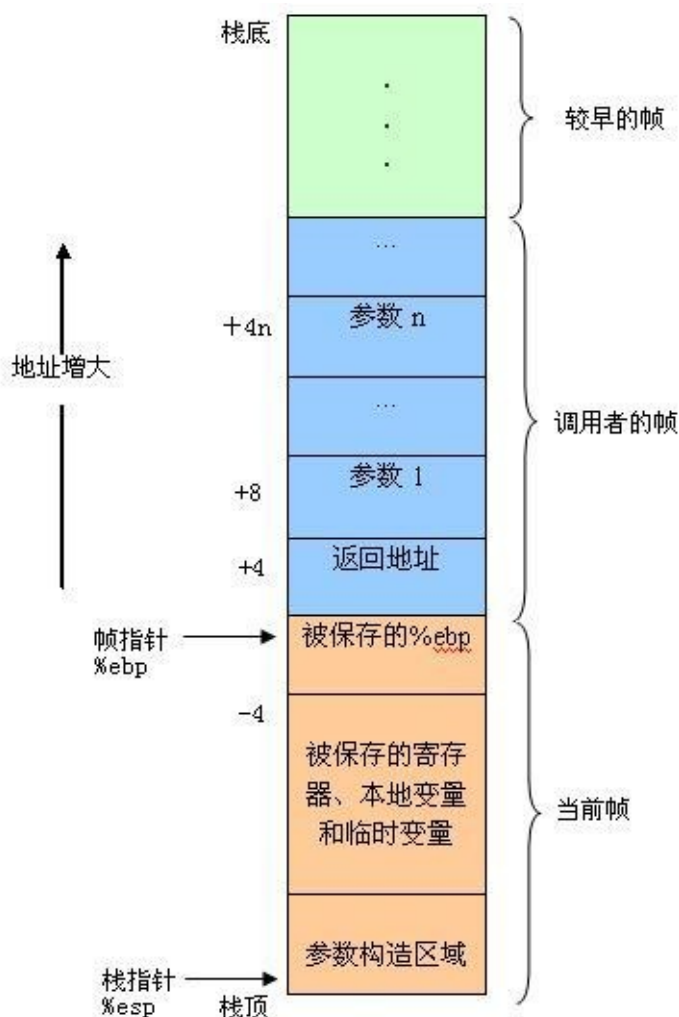 栈底
较早的帧
...
+4n
参数 n
地址增大
...
调用者的帧
+8
参数 1
+4
返回地址
帧指针
%ebp
被保存的%ebp
-4
被保存的寄存
器、本地变量
和临时变量
当前帧
参数构造区域
栈指针
%esp
栈顶